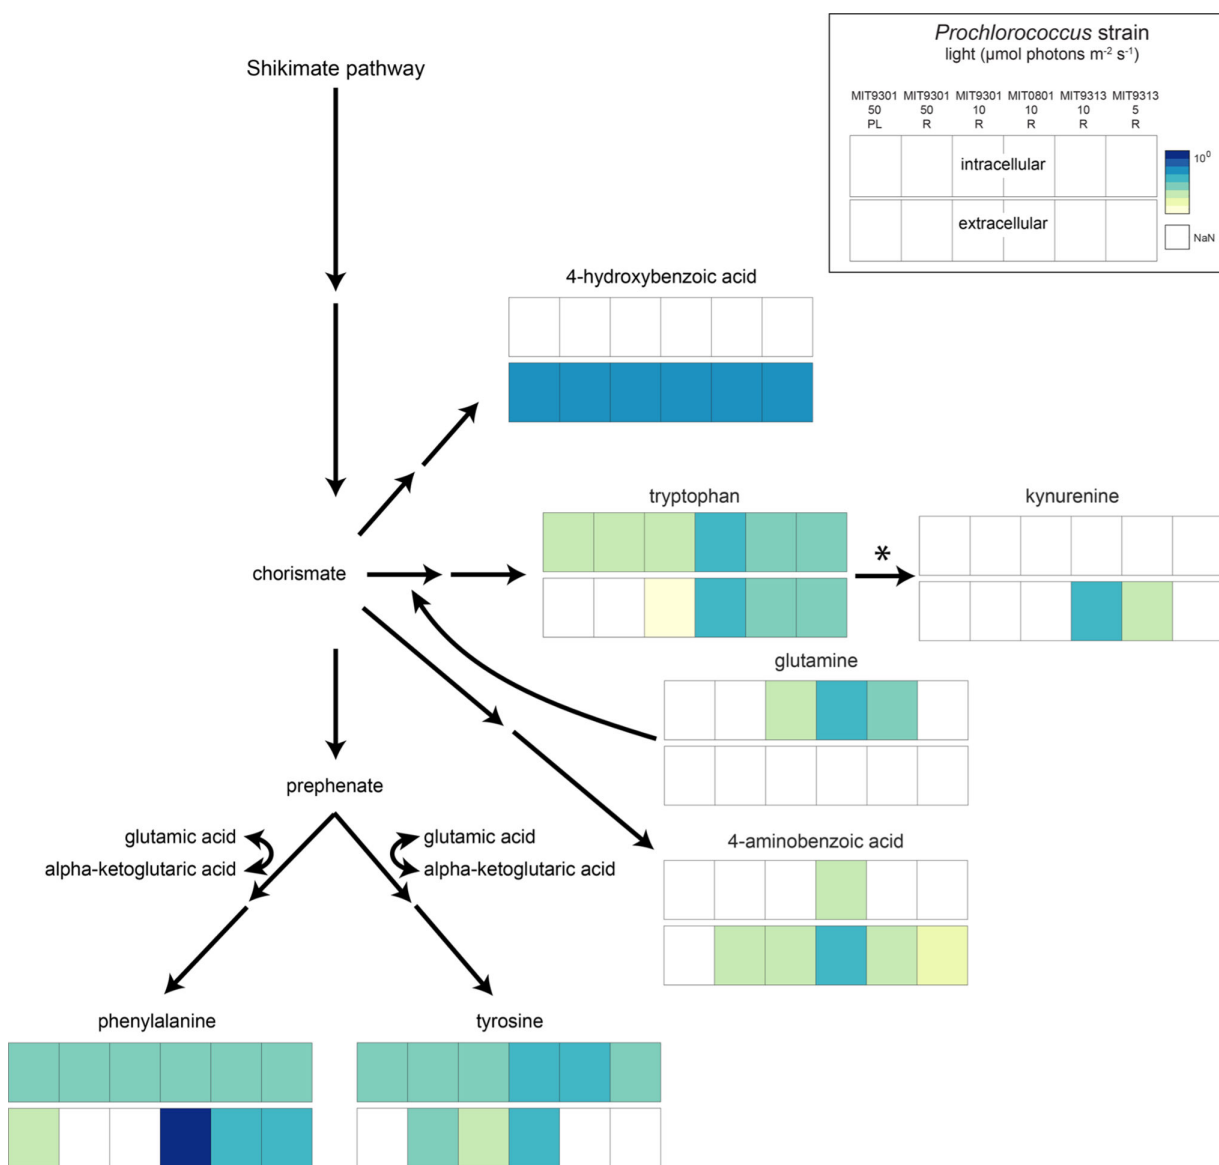 Prochlorococcus strain
light (µmol photons m⁻² s⁻¹)
MIT9301 MIT9301 MIT9301 MIT0801 MIT9313 MIT9313
50 50 10 10 10 5
PL R R R R R
intracellular
10⁰
extracellular
NaN
Shikimate pathway
4-hydroxybenzoic acid
tryptophan
kynurenine
*
chorismate
glutamine
prephenate
glutamic acid
glutamic acid
alpha-ketoglutaric acid
alpha-ketoglutaric acid
4-aminobenzoic acid
phenylalanine
tyrosine